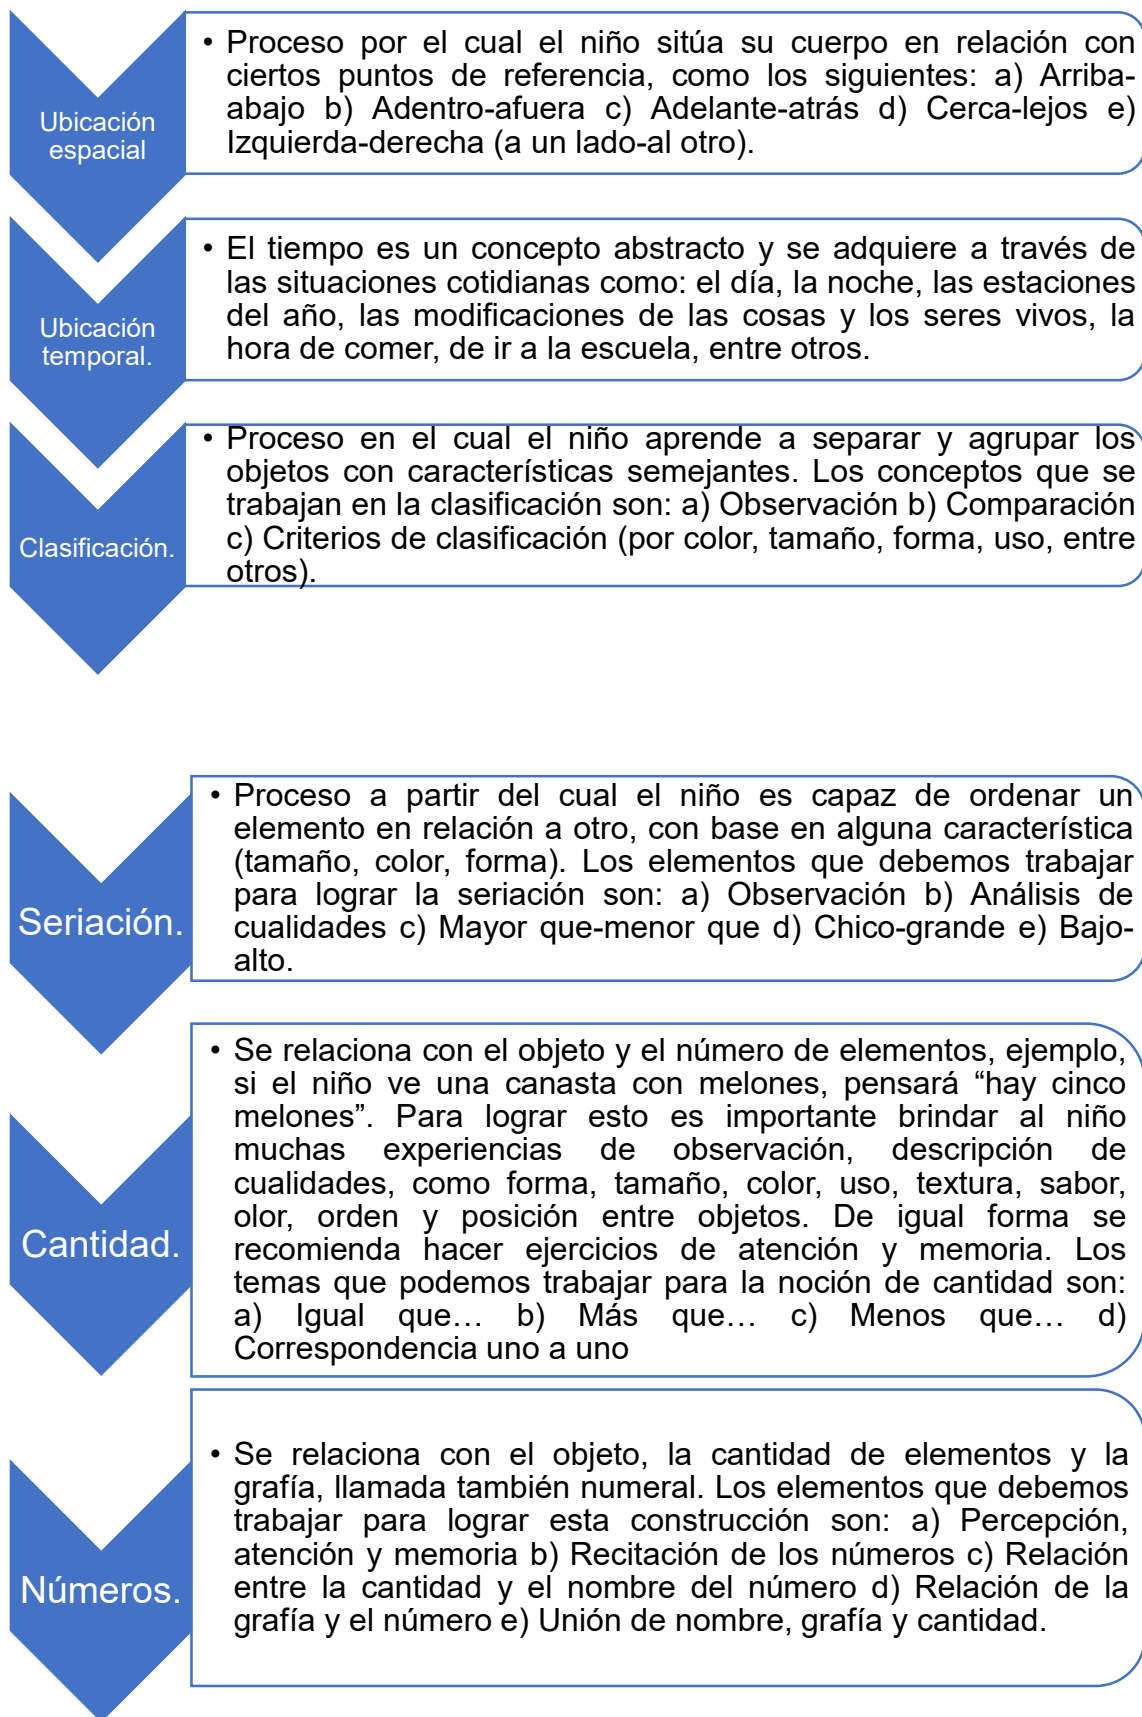 Ubicación
espacial
• Proceso por el cual el niño sitúa su cuerpo en relación con
ciertos puntos de referencia, como los siguientes: a) Arriba-
abajo b) Adentro-afuera c) Adelante-atrás d) Cerca-lejos e)
Izquierda-derecha (a un lado-al otro).
Ubicación
temporal.
• El tiempo es un concepto abstracto y se adquiere a través de
las situaciones cotidianas como: el día, la noche, las estaciones
del año, las modificaciones de las cosas y los seres vivos, la
hora de comer, de ir a la escuela, entre otros.
Clasificación.
• Proceso en el cual el niño aprende a separar y agrupar los
objetos con características semejantes. Los conceptos que se
trabajan en la clasificación son: a) Observación b) Comparación
c) Criterios de clasificación (por color, tamaño, forma, uso, entre
otros).
Seriación.
• Proceso a partir del cual el niño es capaz de ordenar un
elemento en relación a otro, con base en alguna característica
(tamaño, color, forma). Los elementos que debemos trabajar
para lograr la seriación son: a) Observación b) Análisis de
cualidades c) Mayor que-menor que d) Chico-grande e) Bajo-
alto.
Cantidad.
• Se relaciona con el objeto y el número de elementos, ejemplo,
si el niño ve una canasta con melones, pensará “hay cinco
melones”. Para lograr esto es importante brindar al niño
muchas experiencias de observación, descripción de
cualidades, como forma, tamaño, color, uso, textura, sabor,
olor, orden y posición entre objetos. De igual forma se
recomienda hacer ejercicios de atención y memoria. Los
temas que podemos trabajar para la noción de cantidad son:
a) Igual que… b) Más que… c) Menos que… d)
Correspondencia uno a uno
Números.
• Se relaciona con el objeto, la cantidad de elementos y la
grafía, llamada también numeral. Los elementos que debemos
trabajar para lograr esta construcción son: a) Percepción,
atención y memoria b) Recitación de los números c) Relación
entre la cantidad y el nombre del número d) Relación de la
grafía y el número e) Unión de nombre, grafía y cantidad.